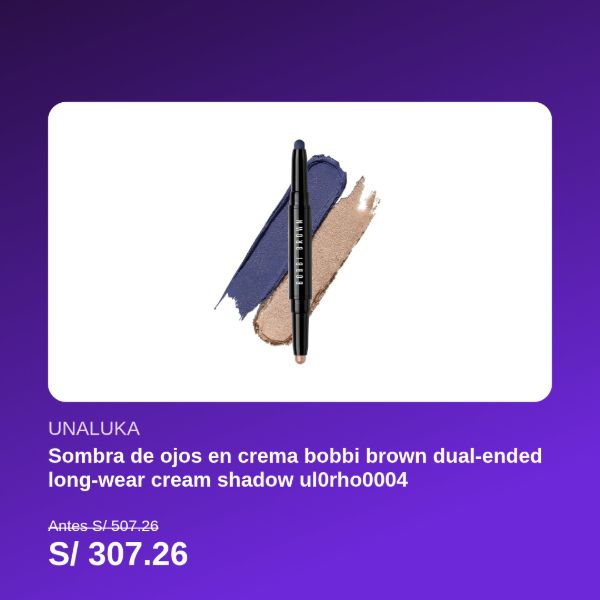 BOBBI BROWN
UNALUKA
Sombra de ojos en crema bobbi brown dual-ended
long-wear cream shadow ul0rho0004
Antes S/ 507.26
S/ 307.26